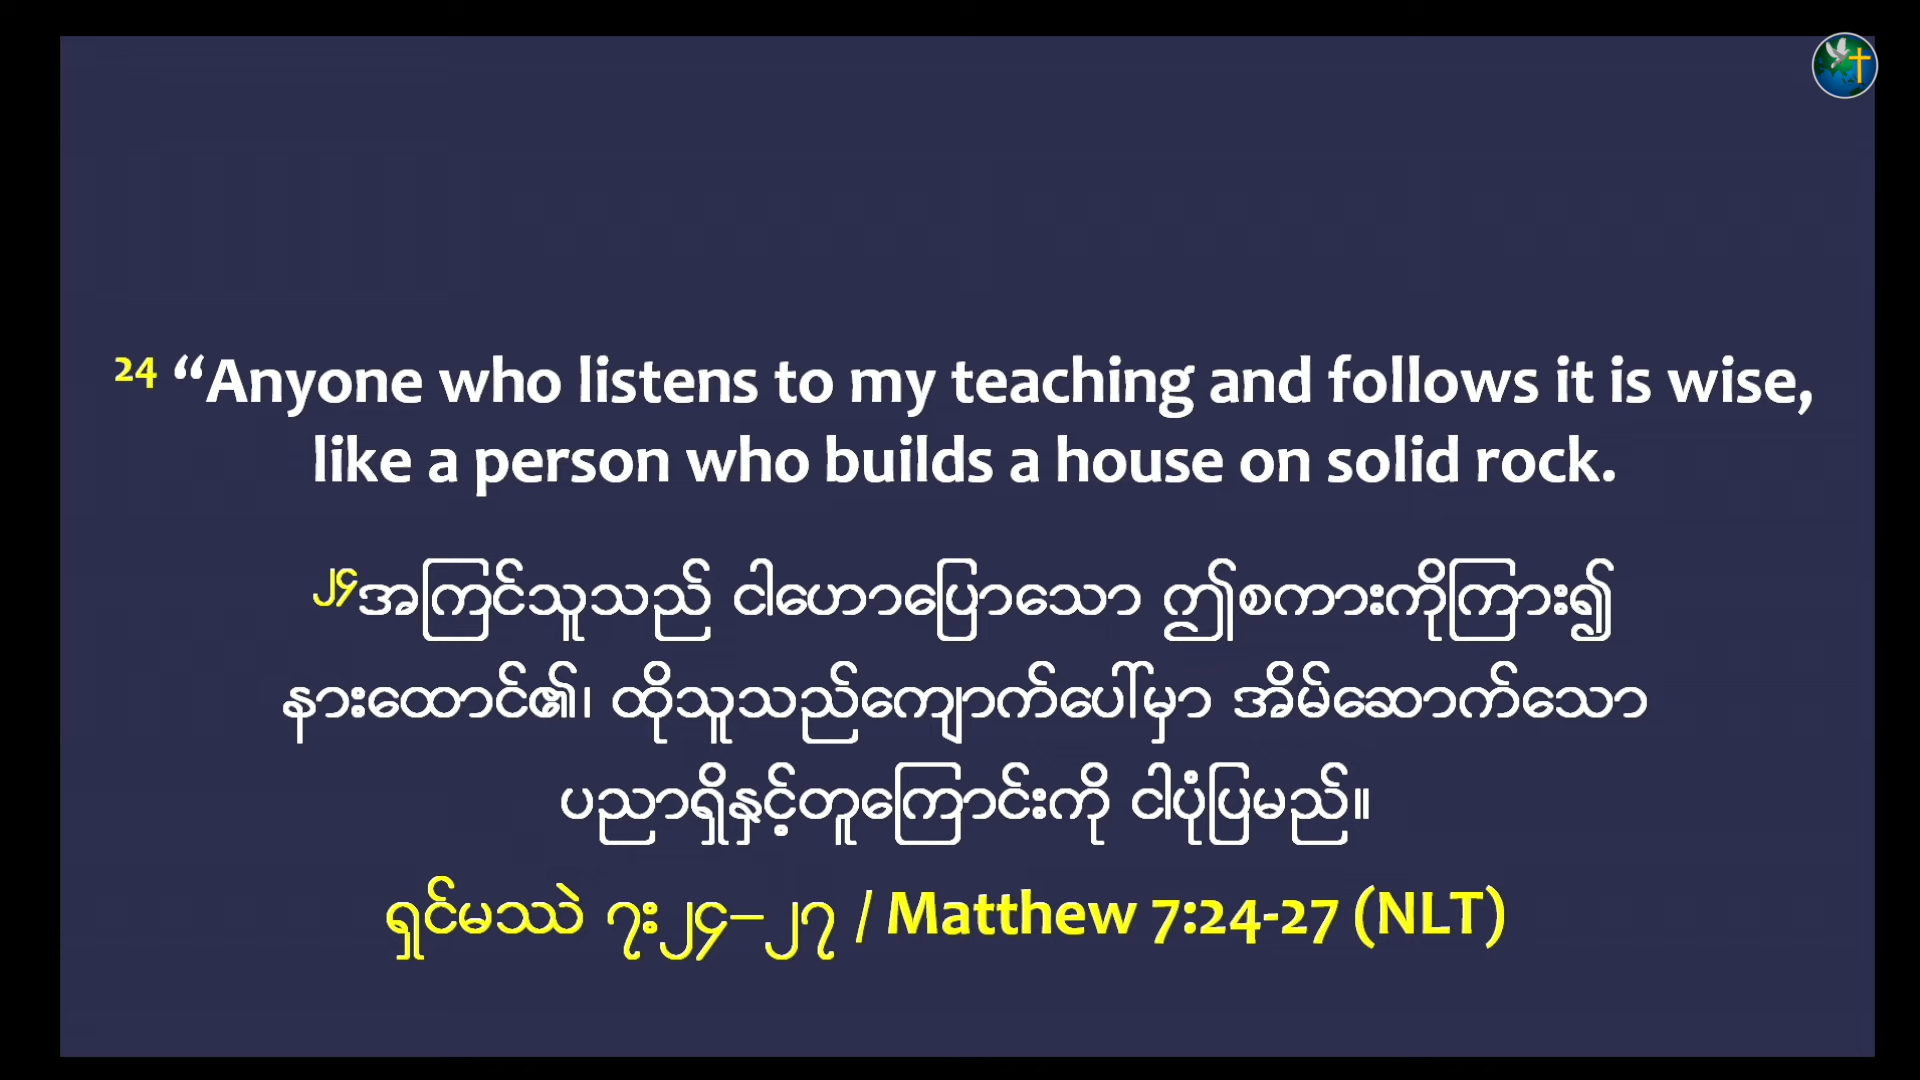 24 “Anyone who listens to my teaching and follows it is wise,
like a person who builds a house on solid rock.
၂၄အကြင်သူသည် ငါဟောပြောသော ဤစကားကိုကြား၍
နားထောင်၏၊ ထိုသူသည်ကျောက်ပေါ်မှာ အိမ်ဆောက်သော
ပညာရှိနှင့်တူကြောင်းကို ငါပုံပြမည်။
ရှင်မဿဲ ၇း၂၄–၂၇ / Matthew 7:24-27 (NLT)